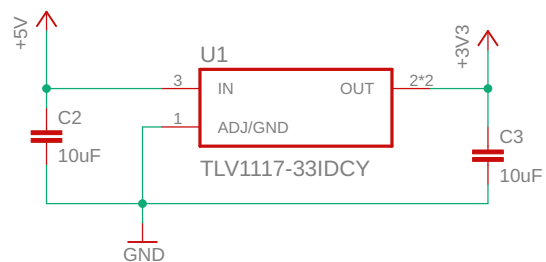 +5V
U1
+3V3
3
IN
OUT
2*2
1
ADJ/GND
C2
10uF
C3
10uF
TLV1117-33IDCY
GND